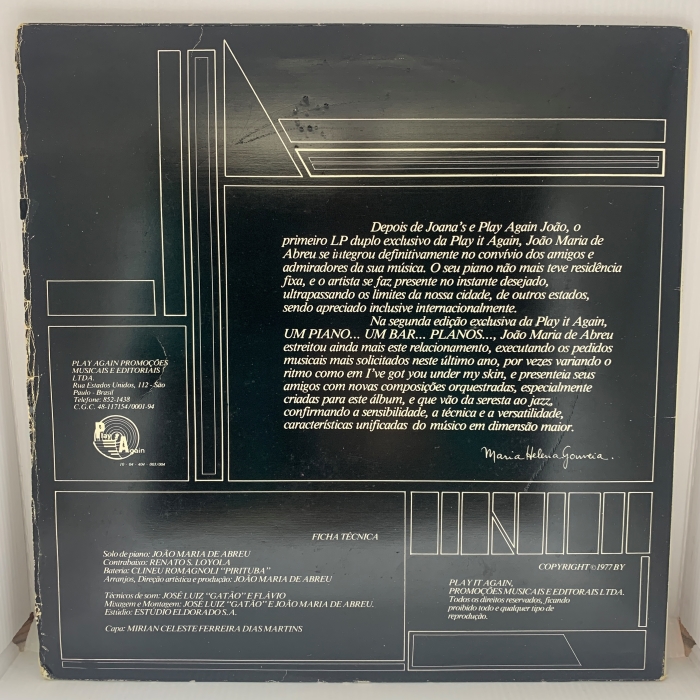 Depois de Joana's e Play Again João, o
primeiro LP duplo exclusivo da Play it Again, João Maria de
Abreu se integrou definitivamente no convívio dos amigos e
admiradores da sua música. O seu piano não mais teve residência
fixa, e o artista se faz presente no instante desejado,
ultrapassando os limites da nossa cidade, de outros estados,
sendo apreciado inclusive internacionalmente.
Na segunda edição exclusiva da Play it Again,
UM PIANO... UM BAR... PLANOS..., João Maria de Abreu
estreitou ainda mais este relacionamento, executando os pedidos
musicais mais solicitados neste último ano, por vezes variando o
ritmo como em I've got you under my skin, e presenteia seus
amigos com novas composições orquestradas, especialmente
criadas para este álbum, e que vão da seresta ao jazz,
confirmando a sensibilidade, a técnica e a versatilidade,
características unificadas do músico em dimensão maior.
Maria Helena Gouveia.
PLAY AGAIN PROMOÇÕES
MUSICAIS E EDITORIAIS
LTDA.
Rua Estados Unidos, 112 - São
Paulo - Brasil
Telefone: 852-1438
C.G.C. 48-117154/0001-94
Play
Again
FICHA TÉCNICA
Solo de piano: JOÃO MARIA DE ABREU
Contrabaixo: RENATO S. LOYOLA
Bateria: CLINEU ROMAGNOLI "PIRITUBA"
Arranjos, Direção artística e produção: JOÃO MARIA DE ABREU
Técnicos de som: JOSÉ LUIZ "GATÃO" E FLÁVIO
Mixagem e Montagem: JOSÉ LUIZ "GATÃO" E JOÃO MARIA DE ABREU.
Estúdio: ESTÚDIO ELDORADO S.A.
Capa: MIRIAN CELESTE FERREIRA DIAS MARTINS
COPYRIGHT ©1977 BY
PLAY IT AGAIN,
PROMOÇÕES MUSICAIS E EDITORAIS LTDA.
Todos os direitos reservados, ficando
proibido todo e qualquer tipo de
reprodução.